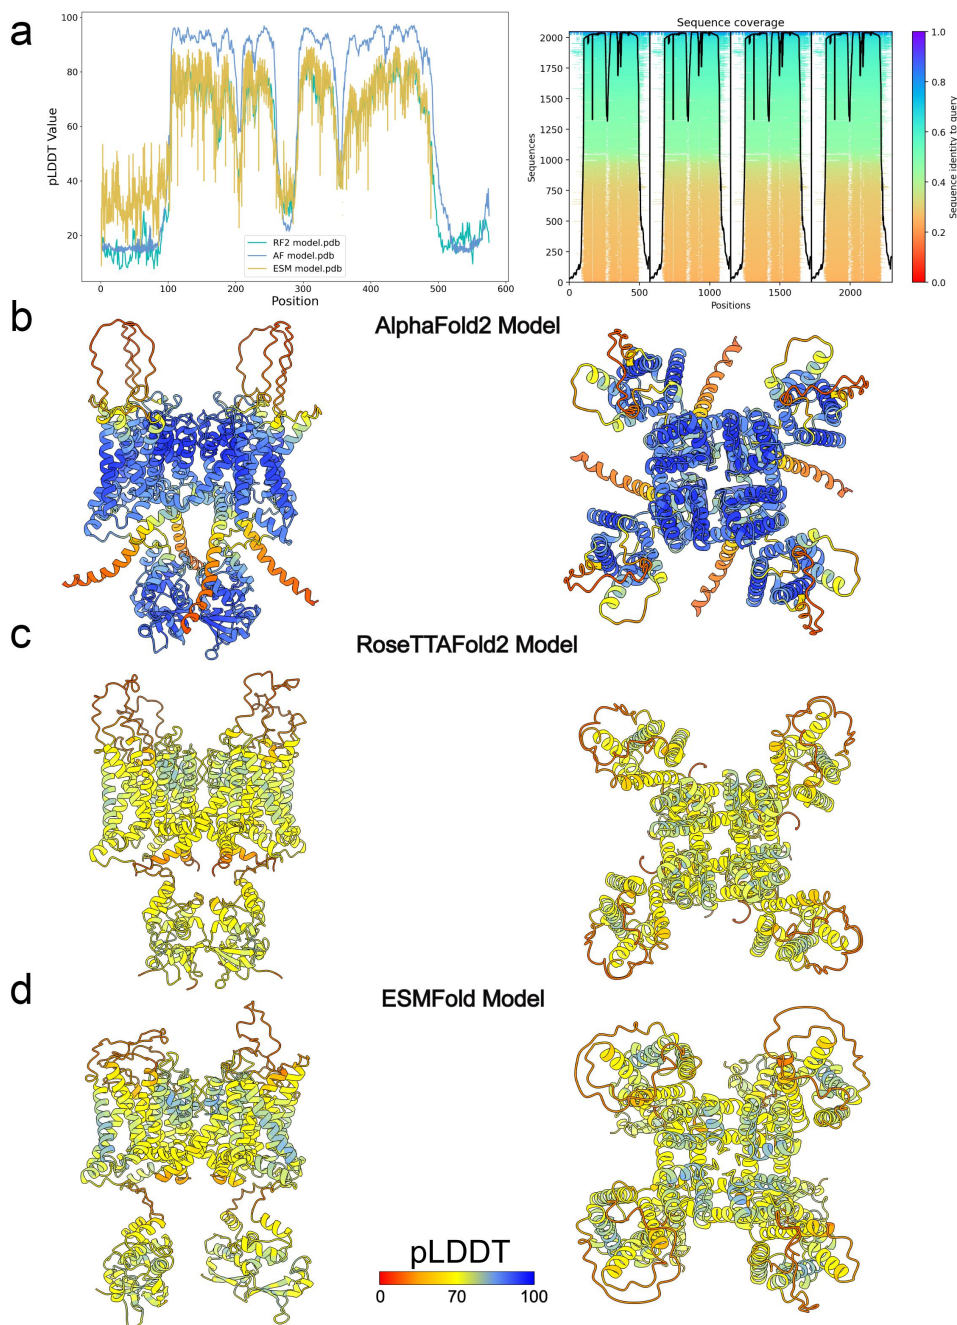 a
100
80
60
40
20
pLDDT Value
0
100
200
300
400
500
600
Position
RF2 model.pdb
AF model.pdb
ESM model.pdb
Sequence coverage
2000
1750
1500
1250
1000
750
500
250
0
Sequences
0
500
1000
1500
2000
Positions
1.0
0.8
0.6
0.4
0.2
0.0
Sequence identity to query
b
AlphaFold2 Model
c
RoseTTAFold2 Model
d
ESMFold Model
pLDDT
0
70
100